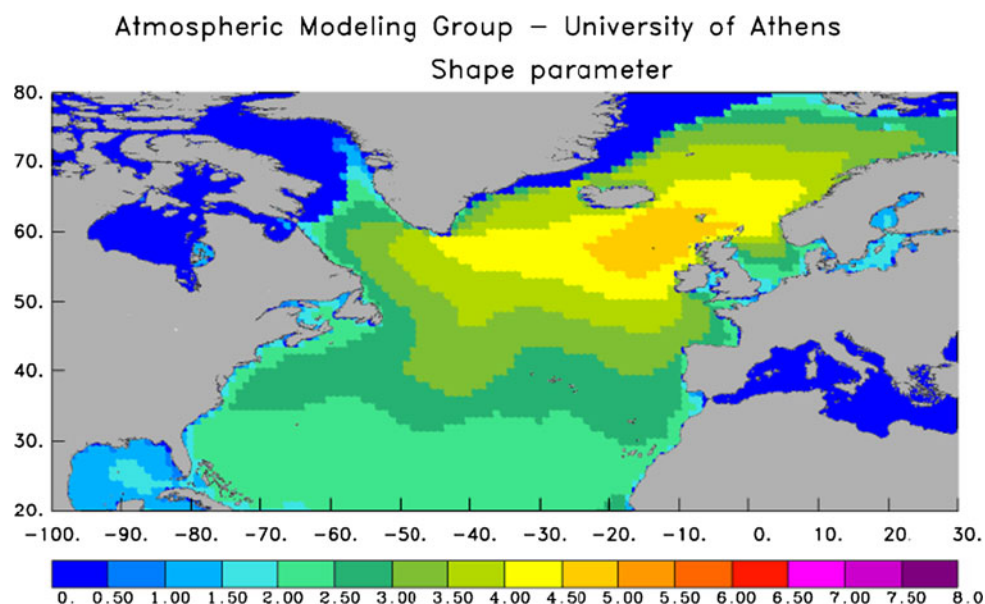 Atmospheric Modeling Group – University of Athens
Shape parameter
80.
70.
60.
50.
40.
30.
20.
-100. -90. -80. -70. -60. -50. -40. -30. -20. -10. 0. 10. 20. 30.
0. 0.50 1.00 1.50 2.00 2.50 3.00 3.50 4.00 4.50 5.00 5.50 6.00 6.50 7.00 7.50 8.0